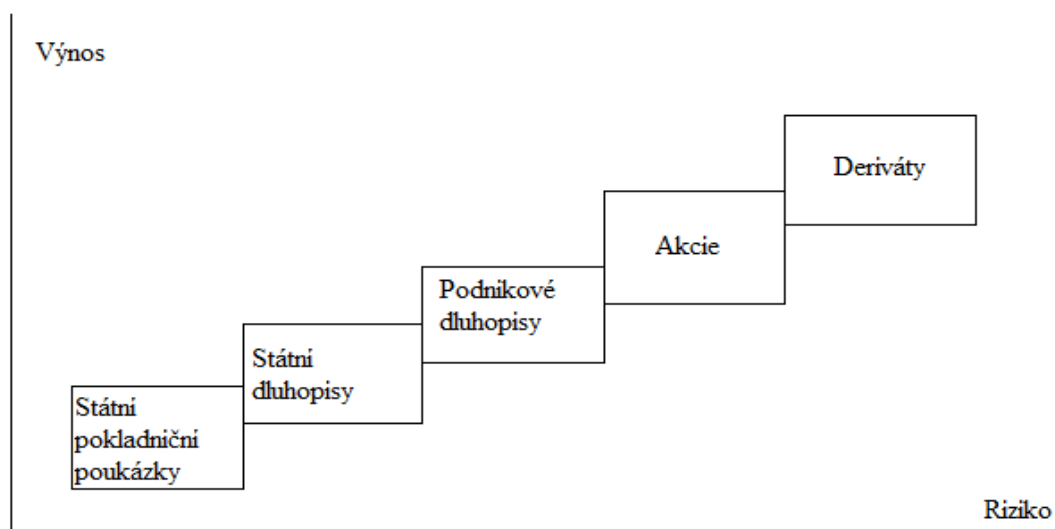 Výnos
Deriváty
Akcie
Podnikové
dluhopisy
Státní
dluhopisy
Státní
pokladniční
poukázky
Riziko